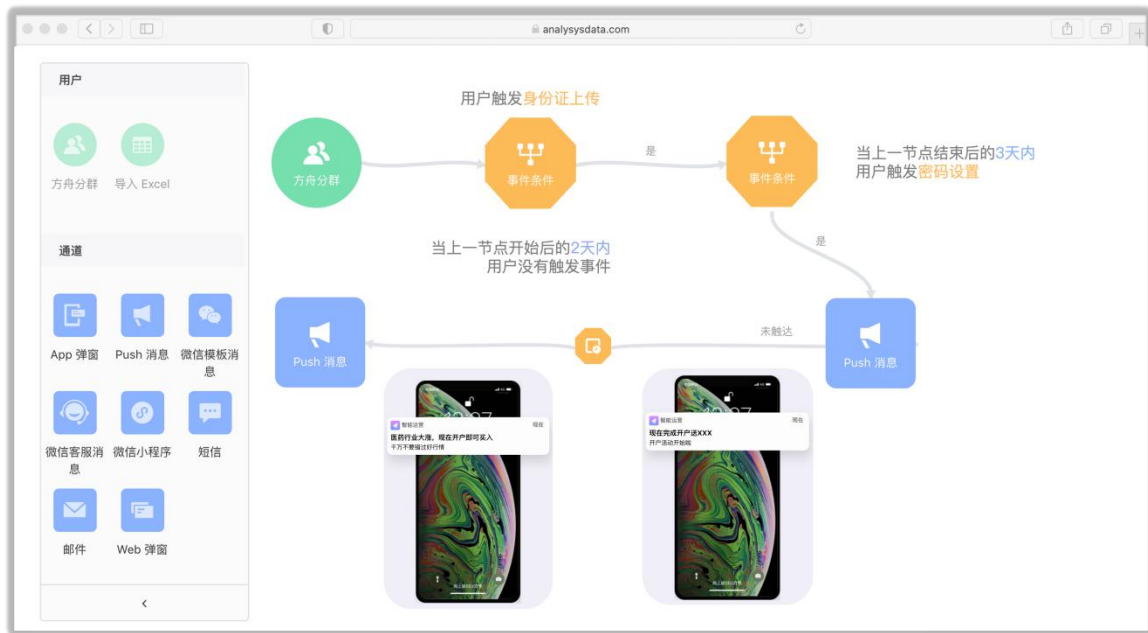 analysysdata.com
用户
方舟分群
导入 Excel
通道
App 弹窗
Push 消息
微信模板消
息
微信客服消
息
微信小程序
短信
邮件
Web 弹窗
用户触发身份证上传
方舟分群
事件条件
是
事件条件
当上一节点结束后的3天内
用户触发密码设置
是
当上一节点开始后的2天内
用户没有触发事件
Push 消息
未触达
Push 消息
智能运营
现在
医药行业大涨，现在开户即可买入
千万不要错过好行情
智能运营
现在
现在完成开户送XXX
开户活动开始啦